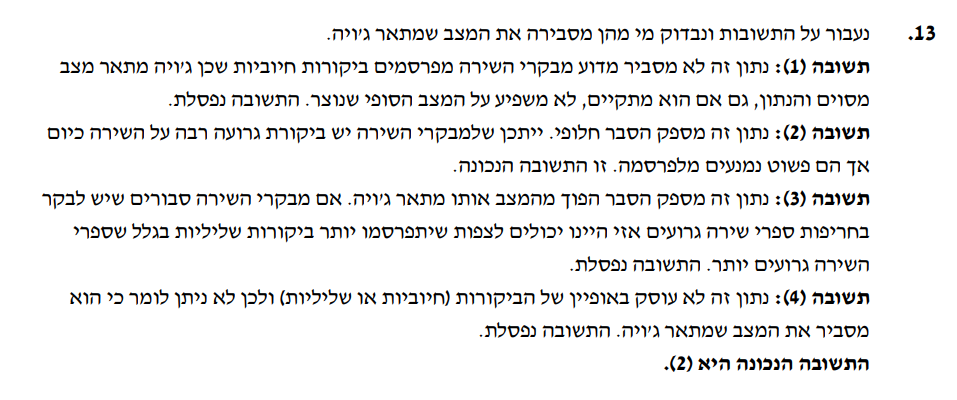 13. נעבור על התשובות ונבדוק מי מהן מסבירה את המצב שמתאר ג'ויה.
תשובה (1): נתון זה לא מסביר מדוע מבקרי השירה מפרסמים ביקורות חיוביות שכן ג'ויה מתאר מצב
מסוים והנתון, גם אם הוא מתקיים, לא משפיע על המצב הסופי שנוצר. התשובה נפסלת.
תשובה (2): נתון זה מספק הסבר חלופי. ייתכן שלמבקרי השירה יש ביקורת גרועה רבה על השירה כיום
אך הם פשוט נמנעים מלפרסמה. זו התשובה הנכונה.
תשובה (3): נתון זה מספק הסבר הפוך מהמצב אותו מתאר ג'ויה. אם מבקרי השירה סבורים שיש לבקר
בחריפות ספרי שירה גרועים אזי היינו יכולים לצפות שיתפרסמו יותר ביקורות שליליות בגלל שספרי
השירה גרועים יותר. התשובה נפסלת.
תשובה (4): נתון זה לא עוסק באופיין של הביקורות (חיוביות או שליליות) ולכן לא ניתן לומר כי הוא
מסביר את המצב שמתאר ג'ויה. התשובה נפסלת.
התשובה הנכונה היא (2).